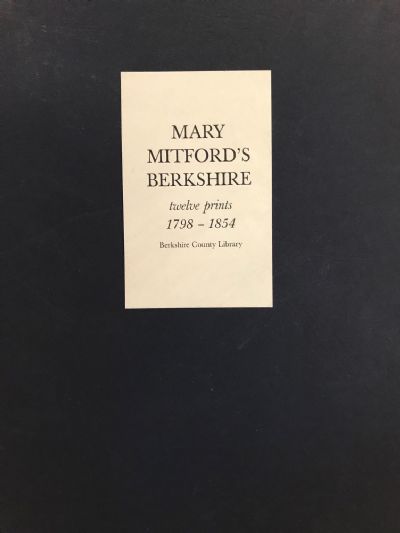 MARY
MITFORD'S
BERKSHIRE
twelve prints
1798 – 1854
Berkshire County Library